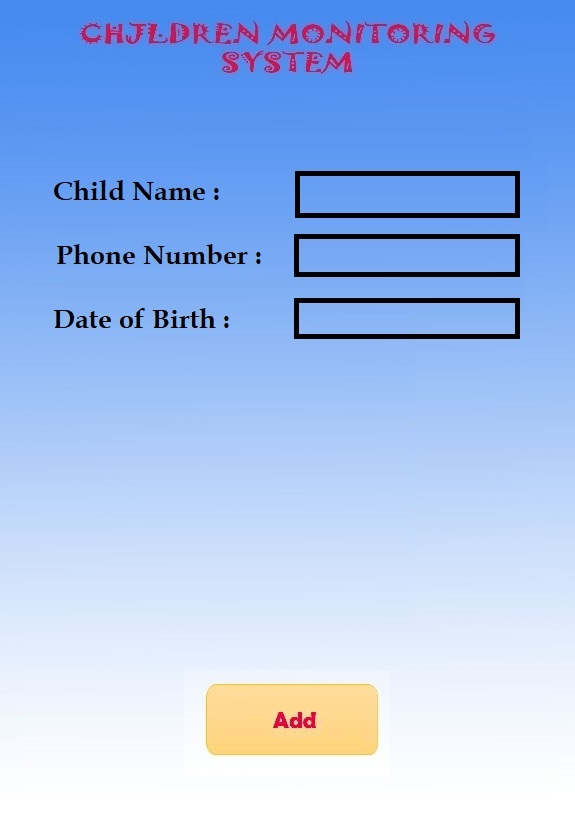 CHILDREN MONITORING
SYSTEM
Child Name :
Phone Number :
Date of Birth :
Add